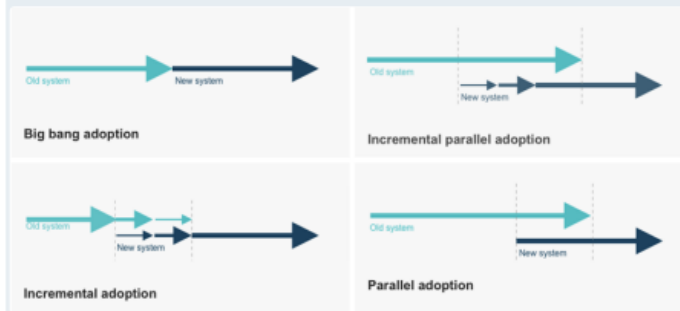 Old system
New system
Big bang adoption
Old system
New system
Incremental parallel adoption
Old system
New system
Incremental adoption
Old system
New system
Parallel adoption